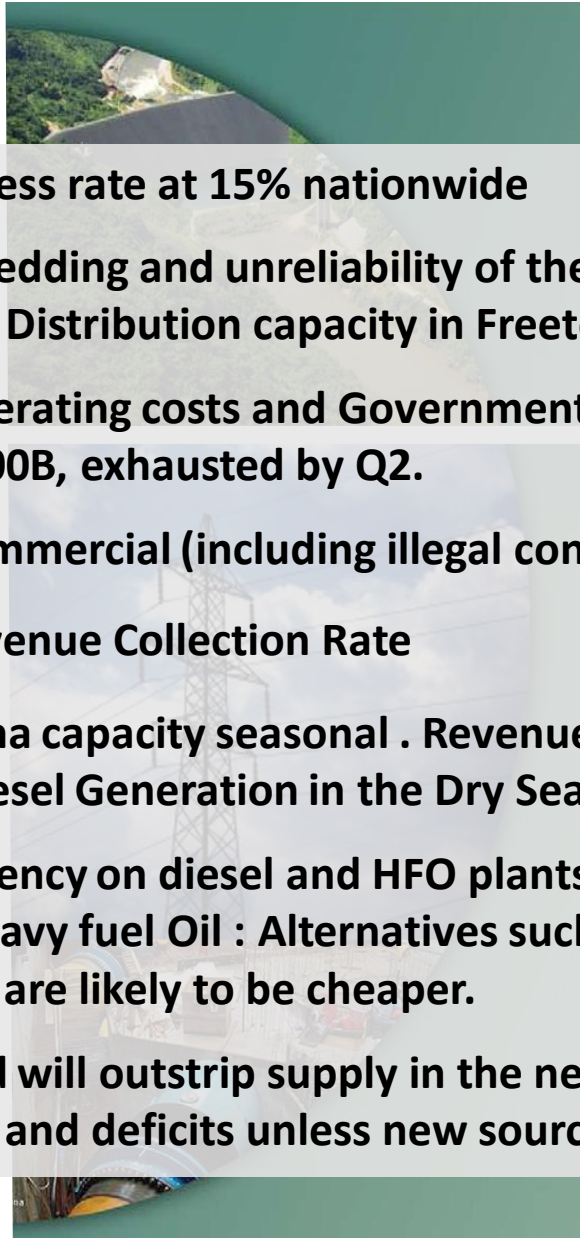 ess rate at 15% nationwide
edding and unreliability of the
Distribution capacity in Freet
erating costs and Government
00B, exhausted by Q2.
mmercial (including illegal con
venue Collection Rate
na capacity seasonal . Revenue
esel Generation in the Dry Sea
ency on diesel and HFO plants
avy fuel Oil : Alternatives such
are likely to be cheaper.
d will outstrip supply in the ne
and deficits unless new sourc
na